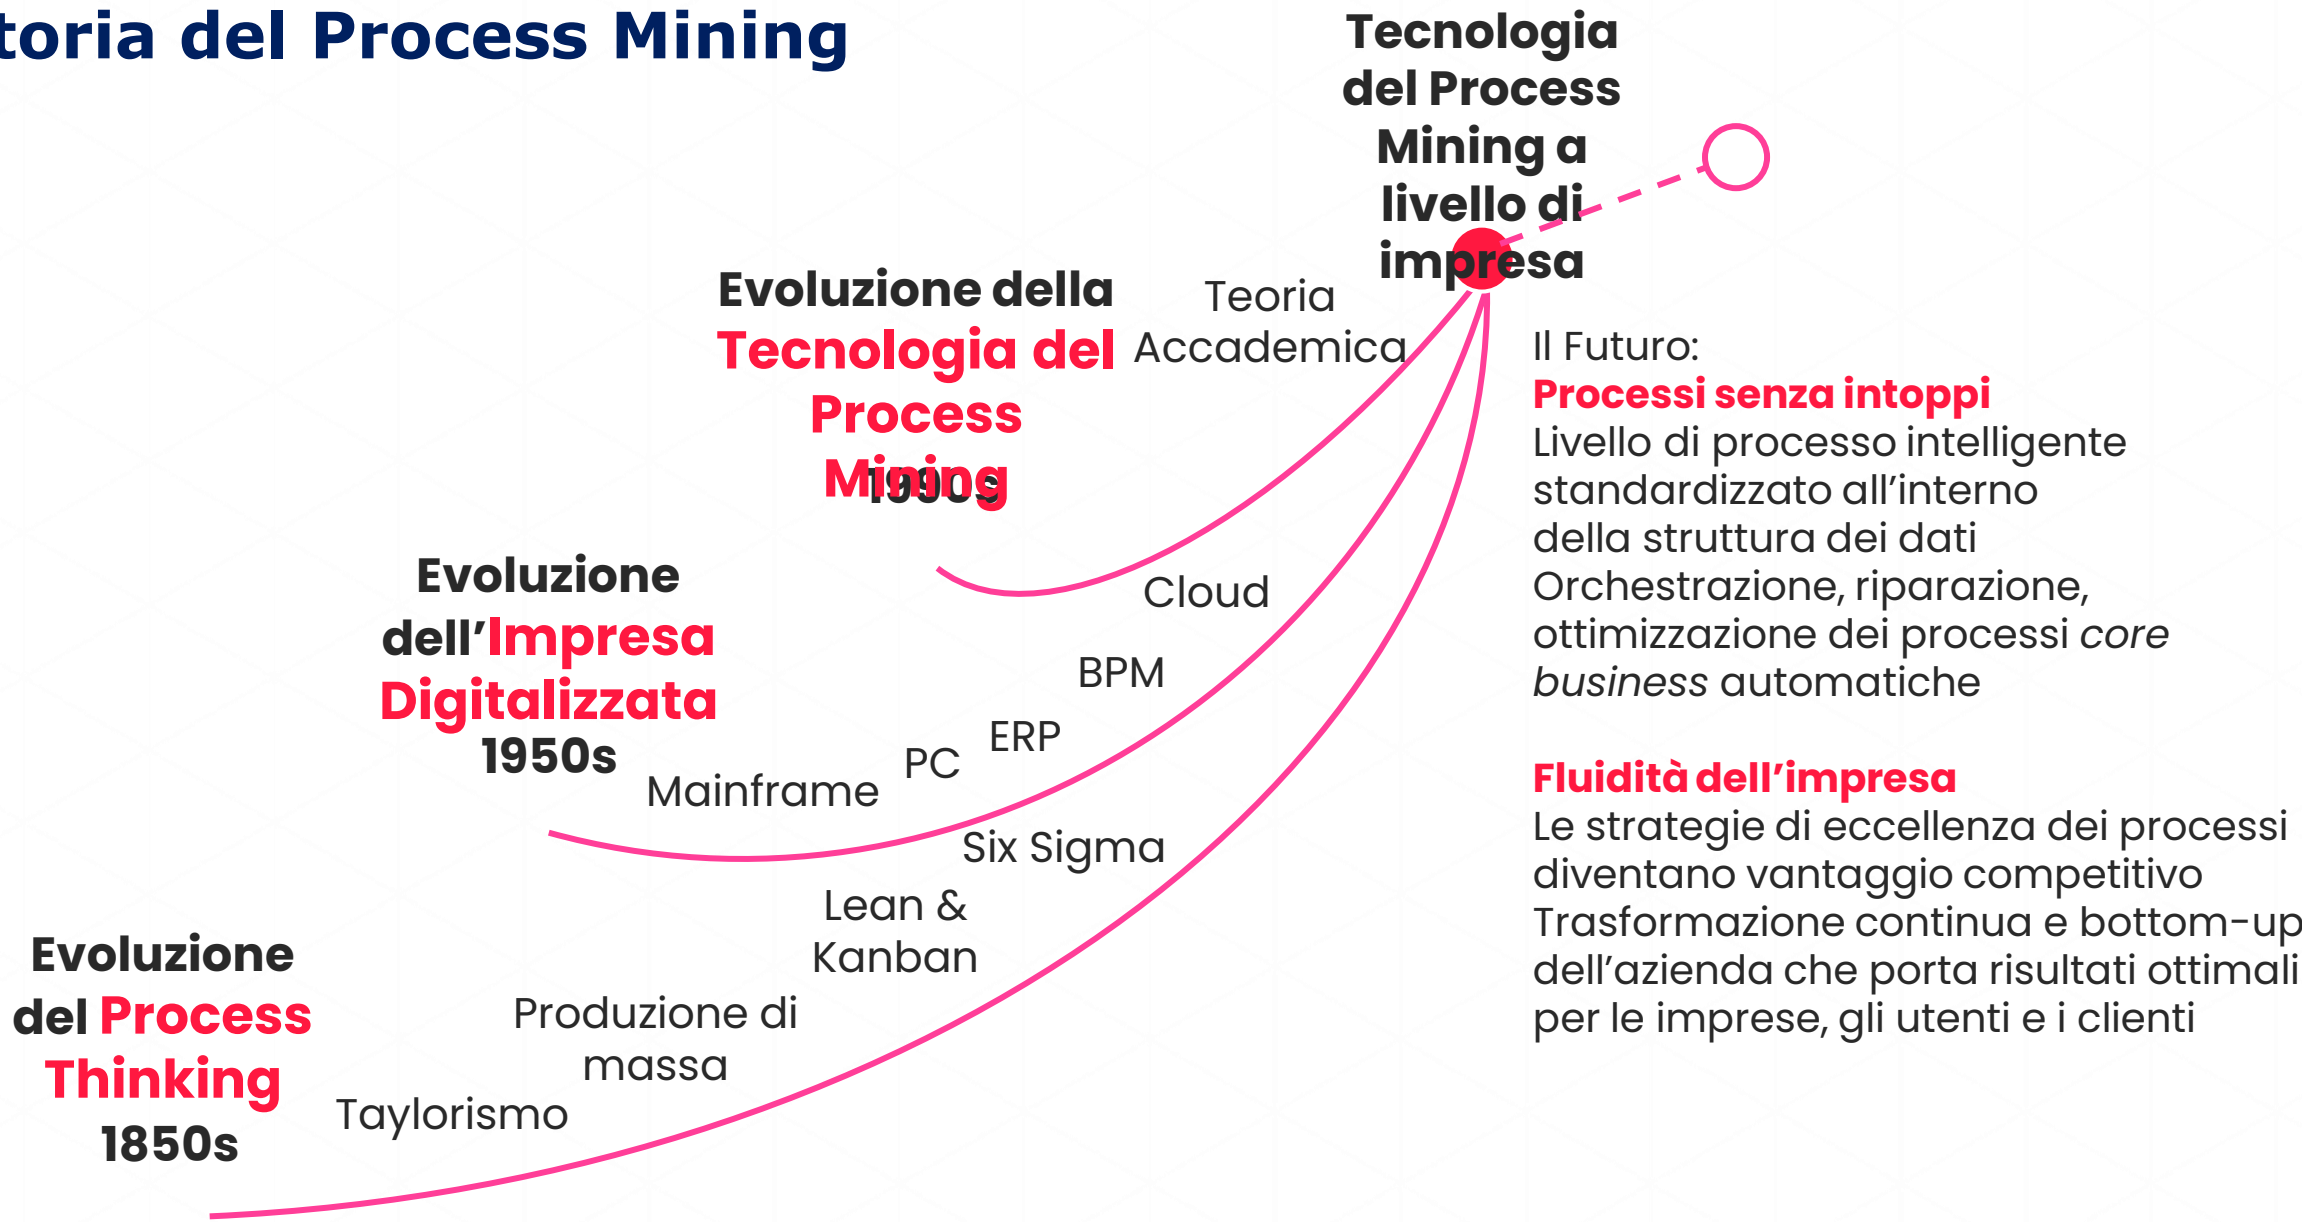 toria del Process Mining
Tecnologia
del Process
Mining a
livello di
impresa
Evoluzione della
Tecnologia del
Process
Mining
1990s
Teoria
Accademica
Evoluzione
dell’Impresa
Digitalizzata
1950s
Mainframe
PC
ERP
BPM
Cloud
Evoluzione
del Process
Thinking
1850s
Taylorismo
Produzione di
massa
Lean &
Kanban
Six Sigma
Il Futuro:
Processi senza intoppi
Livello di processo intelligente
standardizzato all’interno
della struttura dei dati
Orchestrazione, riparazione,
ottimizzazione dei processi core
business automatiche
Fluidità dell’impresa
Le strategie di eccellenza dei processi
diventano vantaggio competitivo
Trasformazione continua e bottom-up
dell’azienda che porta risultati ottimali
per le imprese, gli utenti e i clienti